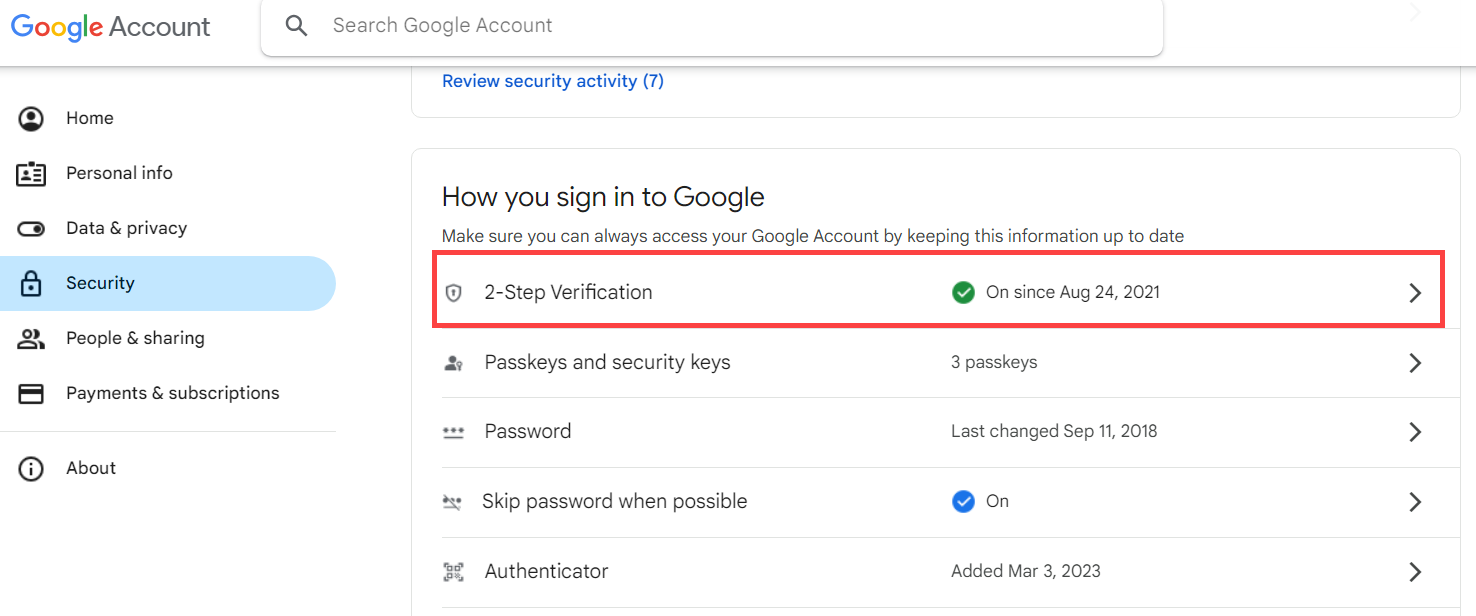 Google Account
Search Google Account
Review security activity (7)
Home
Personal info
Data & privacy
Security
People & sharing
Payments & subscriptions
About
How you sign in to Google
Make sure you can always access your Google Account by keeping this information up to date
2-Step Verification
On since Aug 24, 2021
Passkeys and security keys
3 passkeys
Password
Last changed Sep 11, 2018
Skip password when possible
On
Authenticator
Added Mar 3, 2023